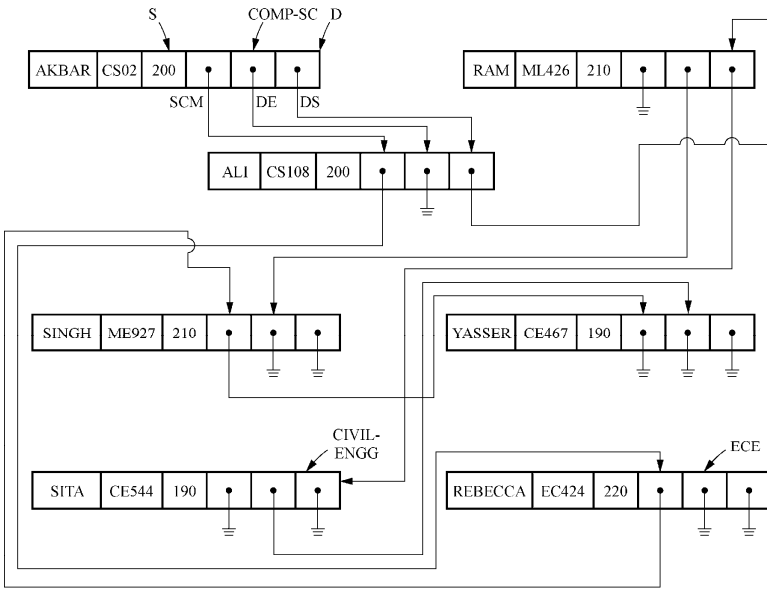 S COMP-SC D
AKBAR CS02 200
RAM ML426 210
SCM DE DS
ALI CS108 200
SINGH ME927 210
YASSER CE467 190
CIVIL-
ENGG
ECE
SITA CE544 190
REBECCA EC424 220